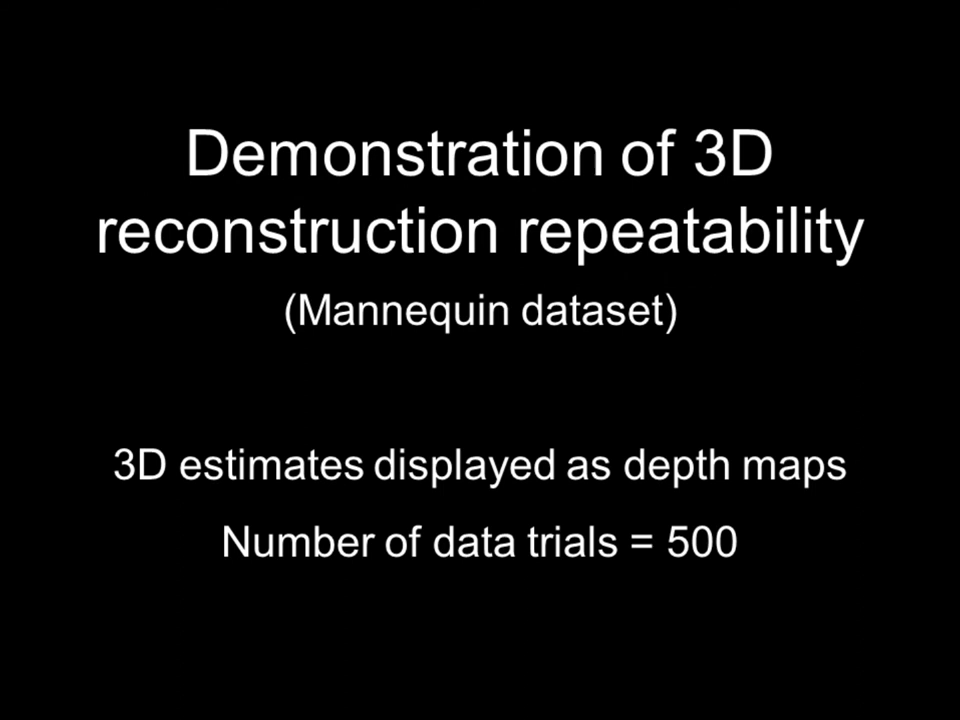 Demonstration of 3D
reconstruction repeatability
(Mannequin dataset)
3D estimates displayed as depth maps
Number of data trials = 500